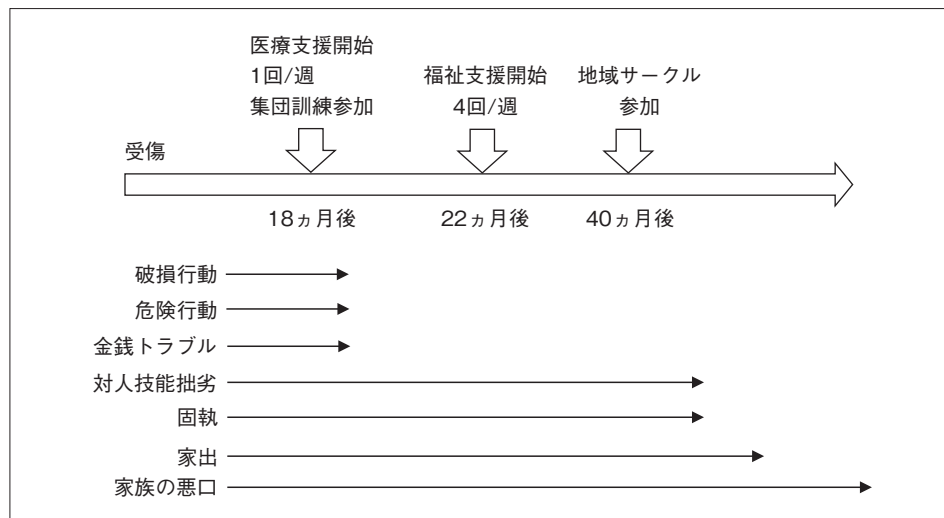 医療支援開始
1回/週
集団訓練参加
福祉支援開始
4回/週
地域サークル
参加
受傷
18ヵ月後
22ヵ月後
40ヵ月後
破損行動
危険行動
金銭トラブル
対人技能拙劣
固執
家出
家族の悪口